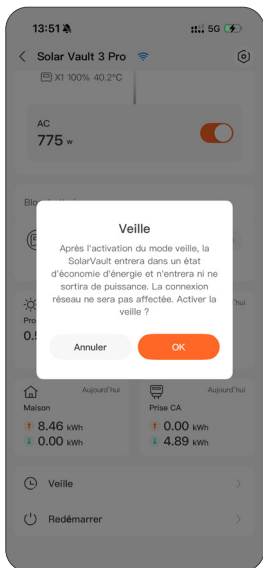 13:51
5G
Solar Vault 3 Pro
X1 100% 40.2°C
AC
775 w
Veille
Après l'activation du mode veille, la
SolarVault entrera dans un état
d'économie d'énergie et n'entrera ni ne
sortira de puissance. La connexion
réseau ne sera pas affectée. Activer la
veille ?
Annuler
OK
Aujourd'hui
Aujourd'hui
Maison
Prise CA
8.46 kWh
0.00 kWh
0.00 kWh
4.89 kWh
Veille
Redémarrer